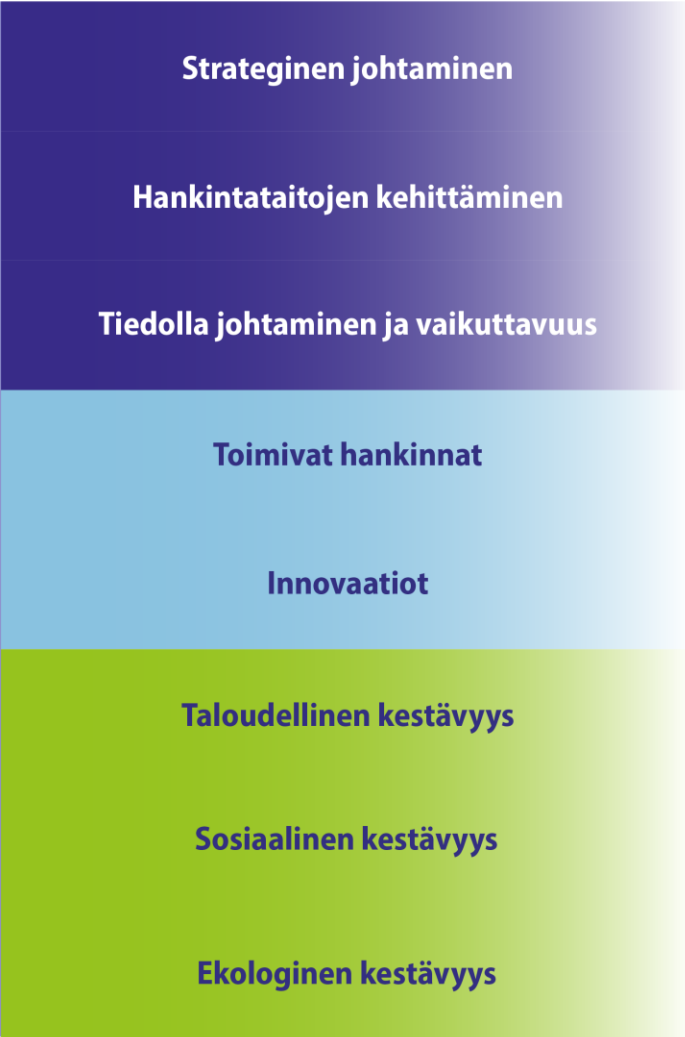 Strateginen johtaminen
Hankintataitojen kehittäminen
Tiedolla johtaminen ja vaikuttavuus
Toimivat hankinnat
Innovaatiot
Taloudellinen kestävyys
Sosiaalinen kestävyys
Ekologinen kestävyys